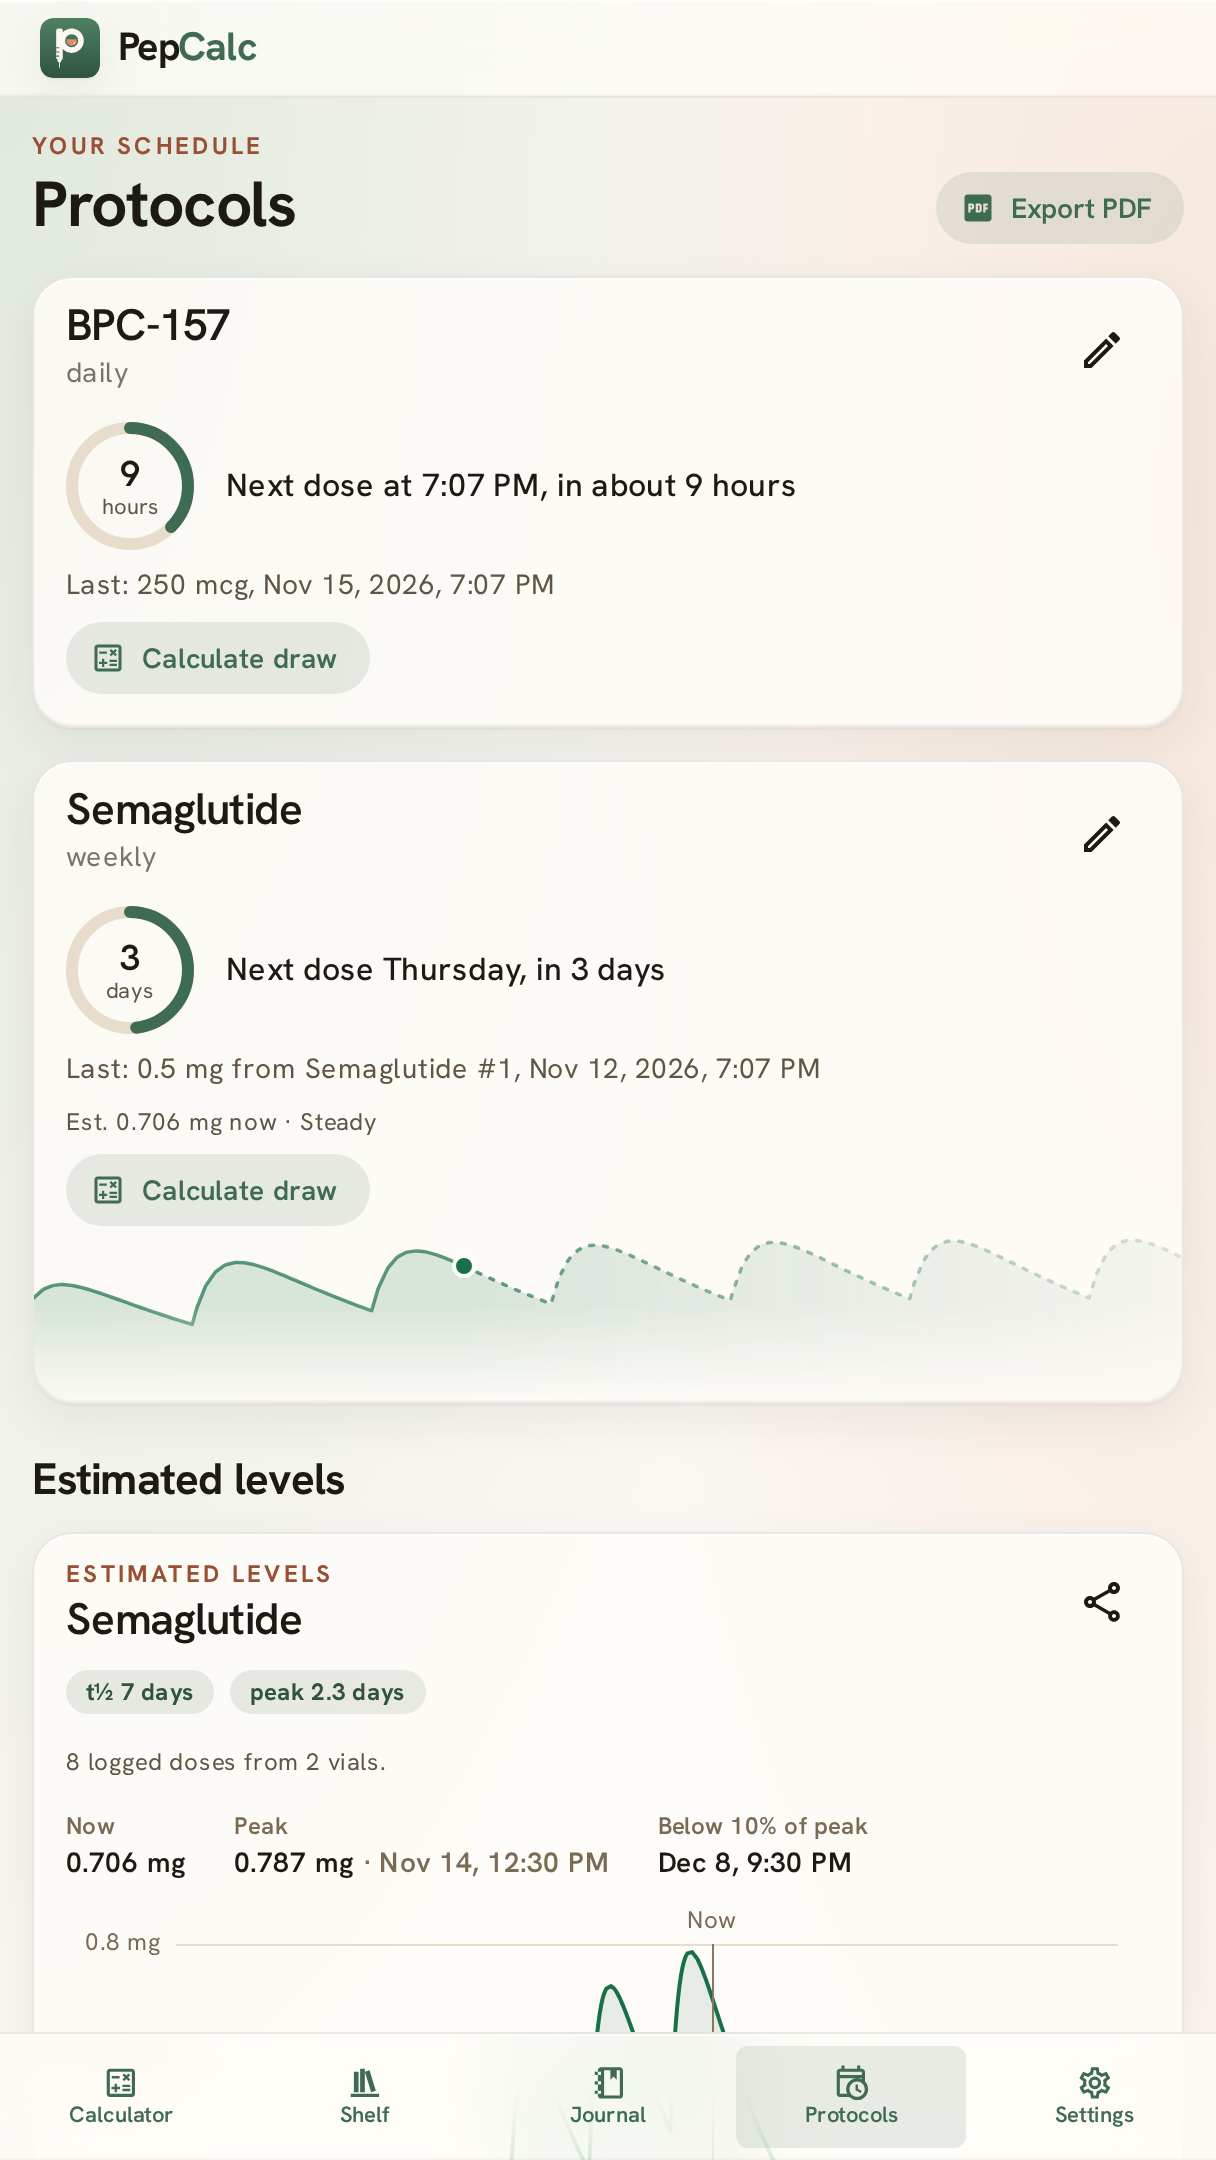 PepCalc
YOUR SCHEDULE
Protocols
PDF Export PDF
BPC-157
daily
9
hours
Next dose at 7:07 PM, in about 9 hours
Last: 250 mcg, Nov 15, 2026, 7:07 PM
Calculate draw
Semaglutide
weekly
3
days
Next dose Thursday, in 3 days
Last: 0.5 mg from Semaglutide #1, Nov 12, 2026, 7:07 PM
Est. 0.706 mg now · Steady
Calculate draw
Estimated levels
ESTIMATED LEVELS
Semaglutide
t½ 7 days peak 2.3 days
8 logged doses from 2 vials.
Now Peak Below 10% of peak
0.706 mg 0.787 mg · Nov 14, 12:30 PM Dec 8, 9:30 PM
Now
0.8 mg
Calculator Shelf Journal Protocols Settings